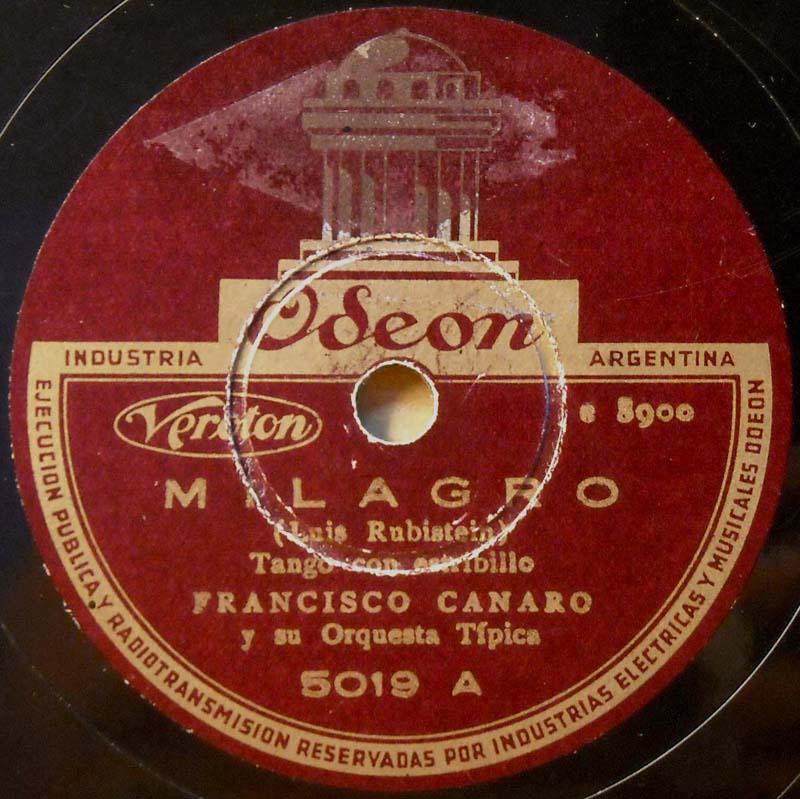 Odeon
INDUSTRIA ARGENTINA
Veroton
e 8900
MILAGRO
(Luis Rubistein)
Tango con estribillo
FRANCISCO CANARO
y su Orquesta Típica
5019 A
EJECUCION PUBLICA Y RADIOTRANSMISION RESERVADAS POR INDUSTRIAS ELECTRICAS Y MUSICALES ODEON